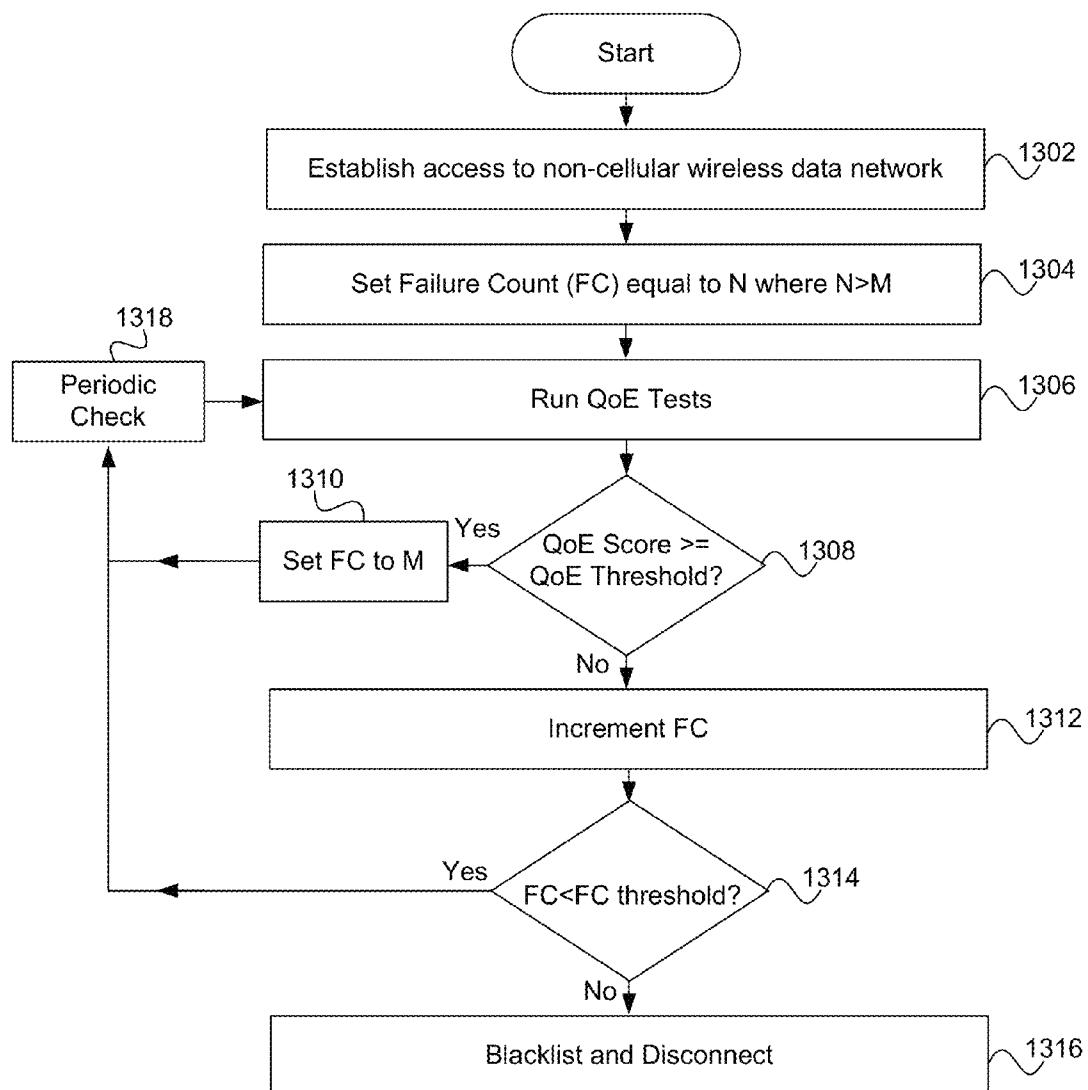 Start
Establish access to non-cellular wireless data network
1302
Set Failure Count (FC) equal to N where N>M
1304
1318
Periodic
Check
Run QoE Tests
1306
1310
Yes
Set FC to M
QoE Score >=
QoE Threshold?
1308
No
Increment FC
1312
Yes
FC<FC threshold?
1314
No
Blacklist and Disconnect
1316